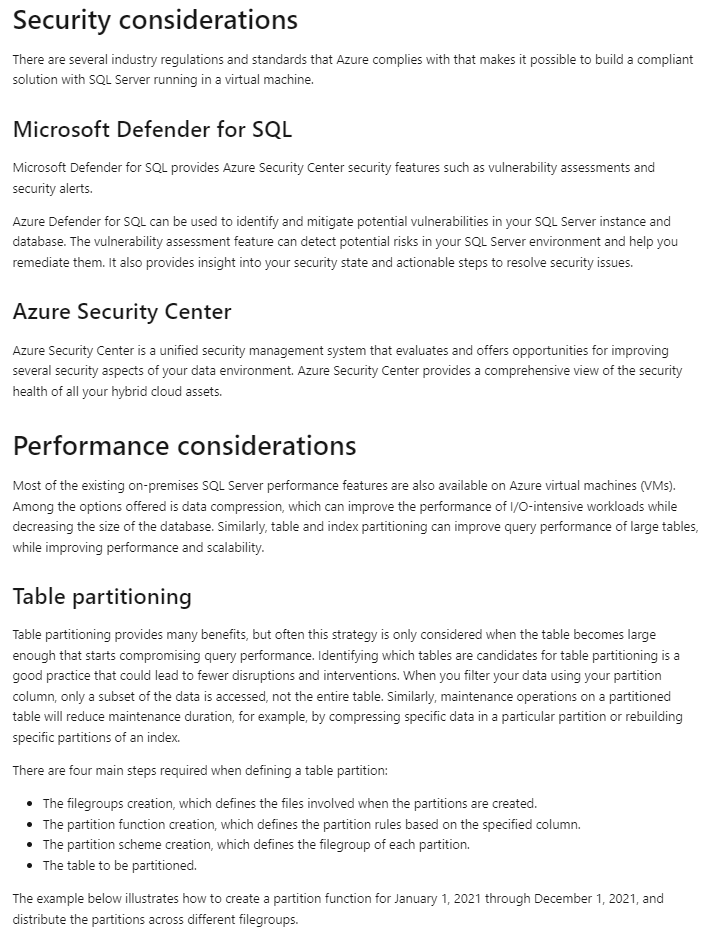 Security considerations
There are several industry regulations and standards that Azure complies with that makes it possible to build a compliant
solution with SQL Server running in a virtual machine.
Microsoft Defender for SQL
Microsoft Defender for SQL provides Azure Security Center security features such as vulnerability assessments and
security alerts.
Azure Defender for SQL can be used to identify and mitigate potential vulnerabilities in your SQL Server instance and
database. The vulnerability assessment feature can detect potential risks in your SQL Server environment and help you
remediate them. It also provides insight into your security state and actionable steps to resolve security issues.
Azure Security Center
Azure Security Center is a unified security management system that evaluates and offers opportunities for improving
several security aspects of your data environment. Azure Security Center provides a comprehensive view of the security
health of all your hybrid cloud assets.
Performance considerations
Most of the existing on-premises SQL Server performance features are also available on Azure virtual machines (VMs).
Among the options offered is data compression, which can improve the performance of I/O-intensive workloads while
decreasing the size of the database. Similarly, table and index partitioning can improve query performance of large tables,
while improving performance and scalability.
Table partitioning
Table partitioning provides many benefits, but often this strategy is only considered when the table becomes large
enough that starts compromising query performance. Identifying which tables are candidates for table partitioning is a
good practice that could lead to fewer disruptions and interventions. When you filter your data using your partition
column, only a subset of the data is accessed, not the entire table. Similarly, maintenance operations on a partitioned
table will reduce maintenance duration, for example, by compressing specific data in a particular partition or rebuilding
specific partitions of an index.
There are four main steps required when defining a table partition:
• The filegroups creation, which defines the files involved when the partitions are created.
• The partition function creation, which defines the partition rules based on the specified column.
• The partition scheme creation, which defines the filegroup of each partition.
• The table to be partitioned.
The example below illustrates how to create a partition function for January 1, 2021 through December 1, 2021, and
distribute the partitions across different filegroups.